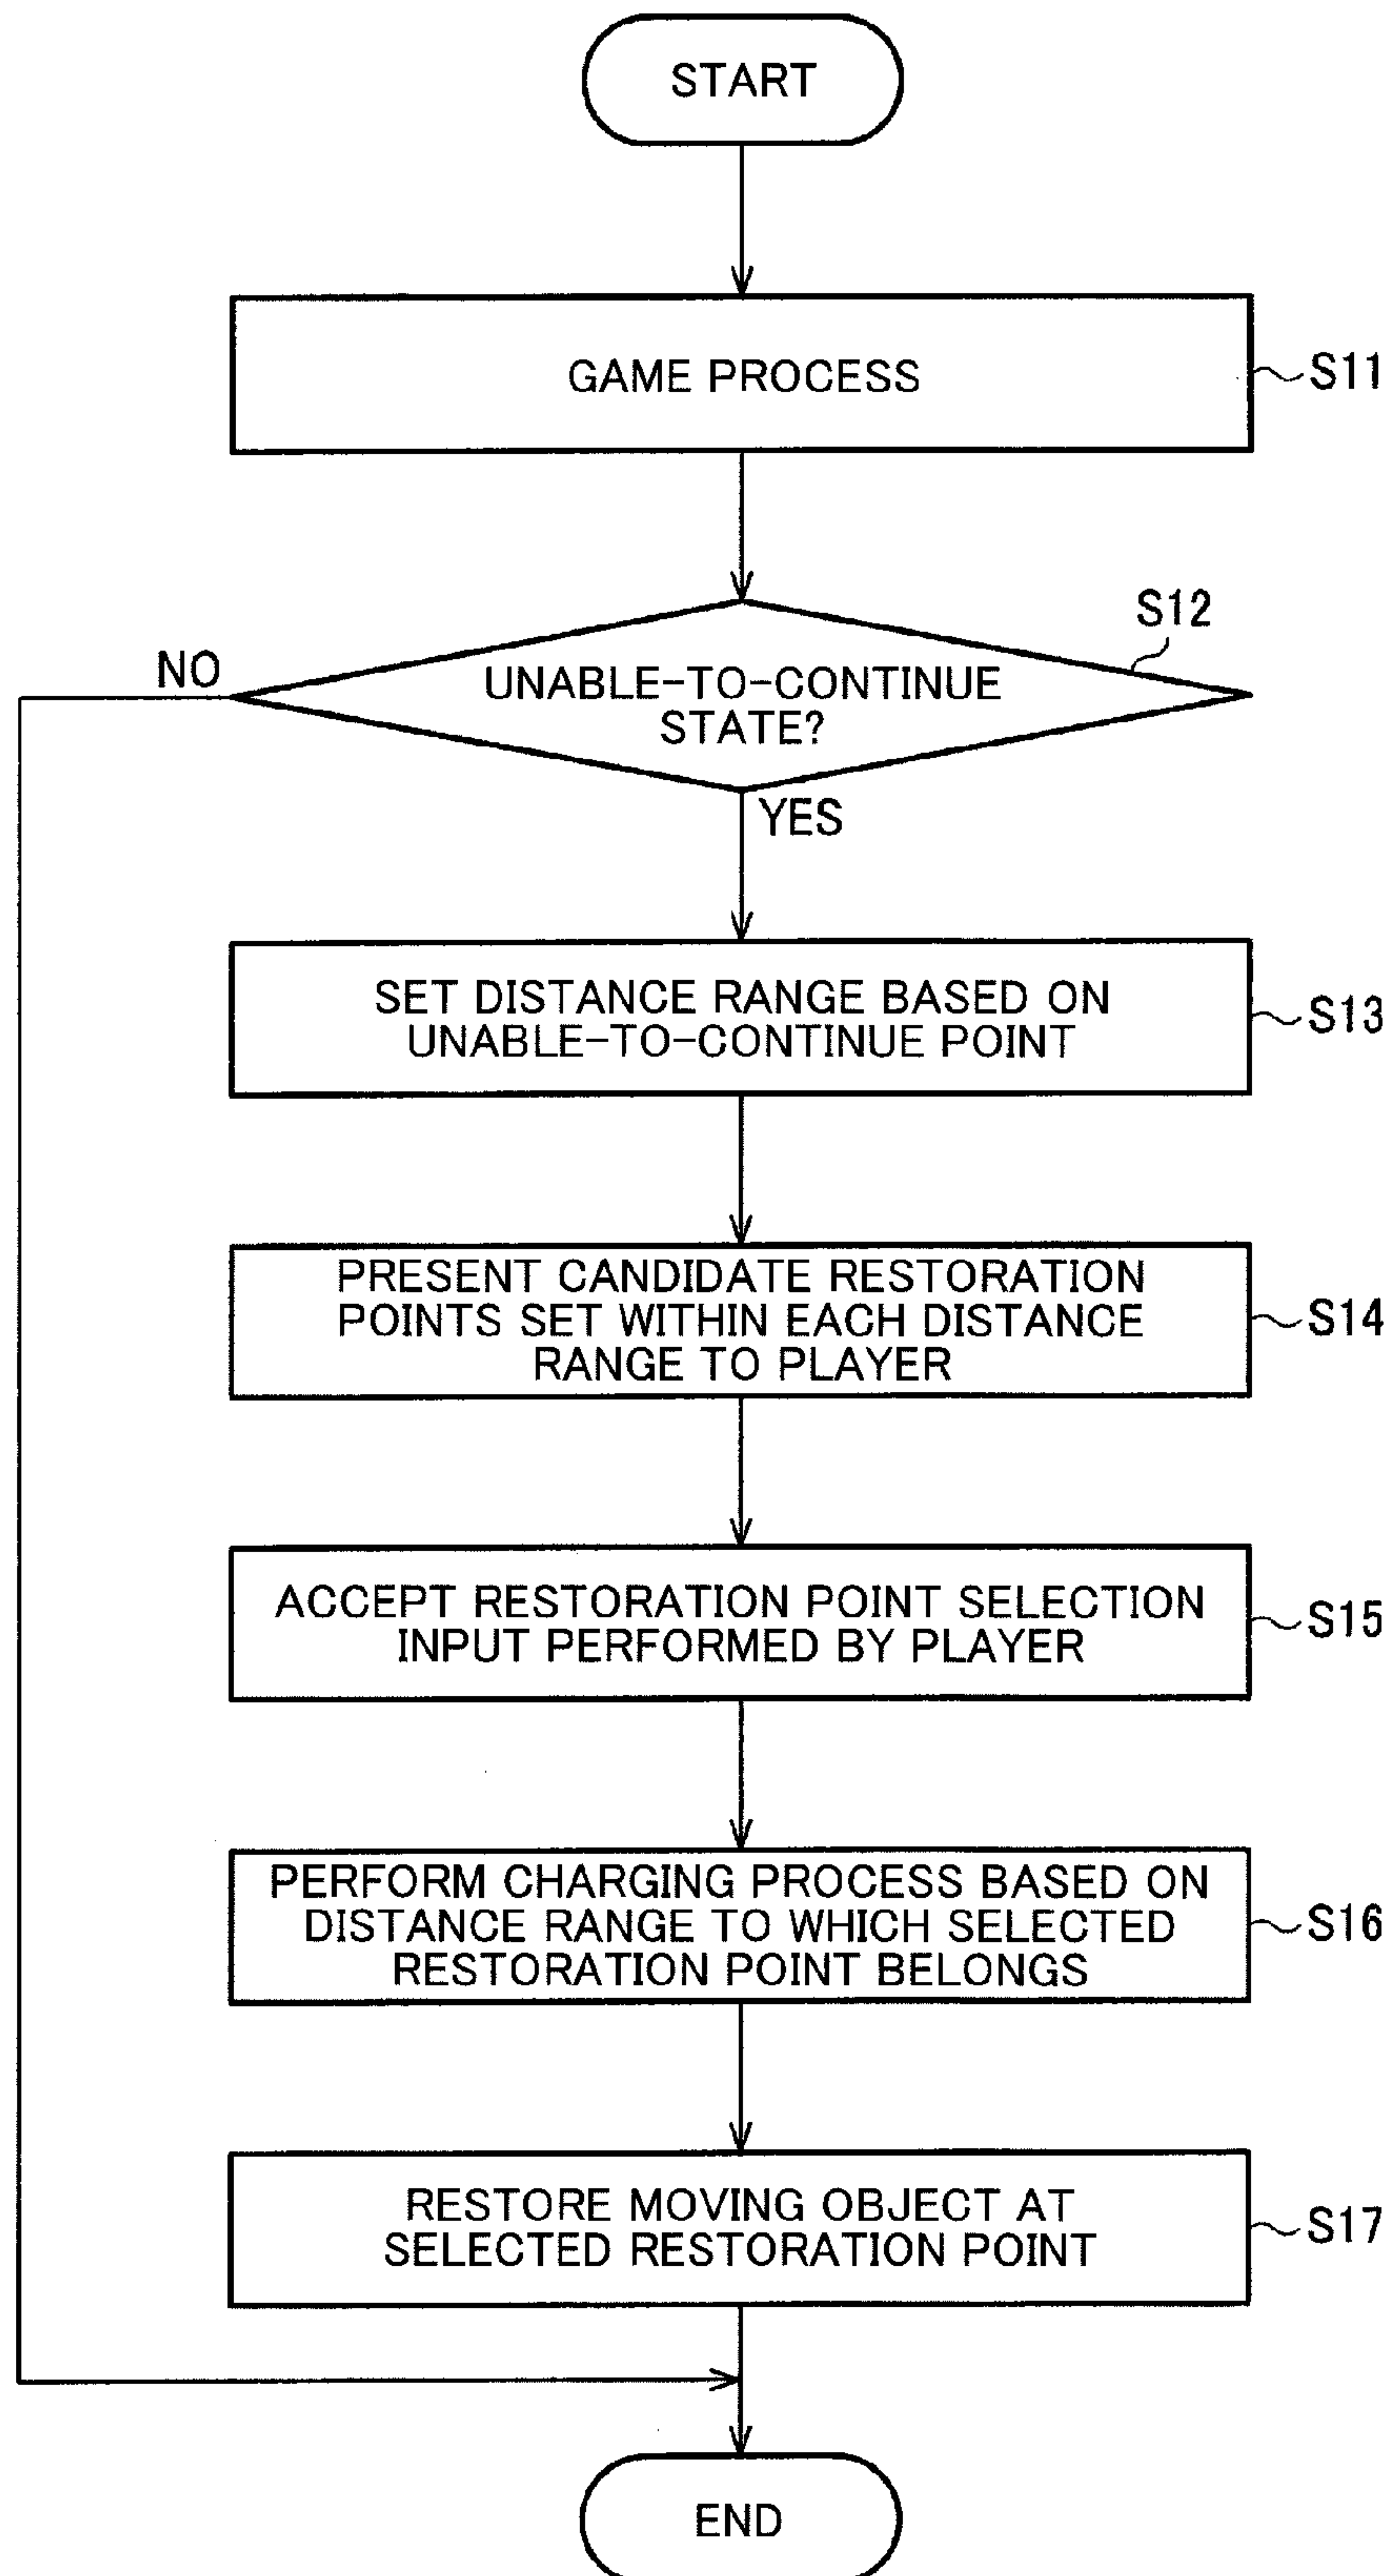 START
GAME PROCESS
S11
S12
NO
UNABLE-TO-CONTINUE
STATE?
YES
SET DISTANCE RANGE BASED ON
UNABLE-TO-CONTINUE POINT
S13
PRESENT CANDIDATE RESTORATION
POINTS SET WITHIN EACH DISTANCE
RANGE TO PLAYER
S14
ACCEPT RESTORATION POINT SELECTION
INPUT PERFORMED BY PLAYER
S15
PERFORM CHARGING PROCESS BASED ON
DISTANCE RANGE TO WHICH SELECTED
RESTORATION POINT BELONGS
S16
RESTORE MOVING OBJECT AT
SELECTED RESTORATION POINT
S17
END